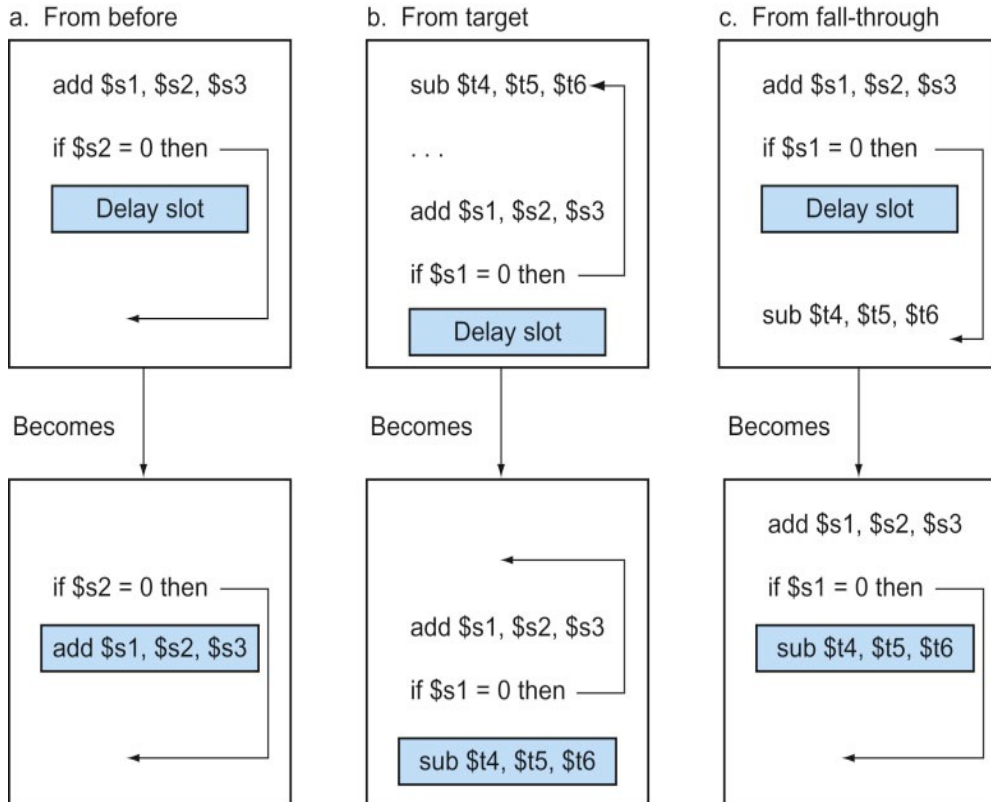 a. From before
add $s1, $s2, $s3
if $s2 = 0 then
Delay slot
Becomes
if $s2 = 0 then
add $s1, $s2, $s3
b. From target
sub $t4, $t5, $t6
. . .
add $s1, $s2, $s3
if $s1 = 0 then
Delay slot
Becomes
add $s1, $s2, $s3
if $s1 = 0 then
sub $t4, $t5, $t6
c. From fall-through
add $s1, $s2, $s3
if $s1 = 0 then
Delay slot
sub $t4, $t5, $t6
Becomes
add $s1, $s2, $s3
if $s1 = 0 then
sub $t4, $t5, $t6